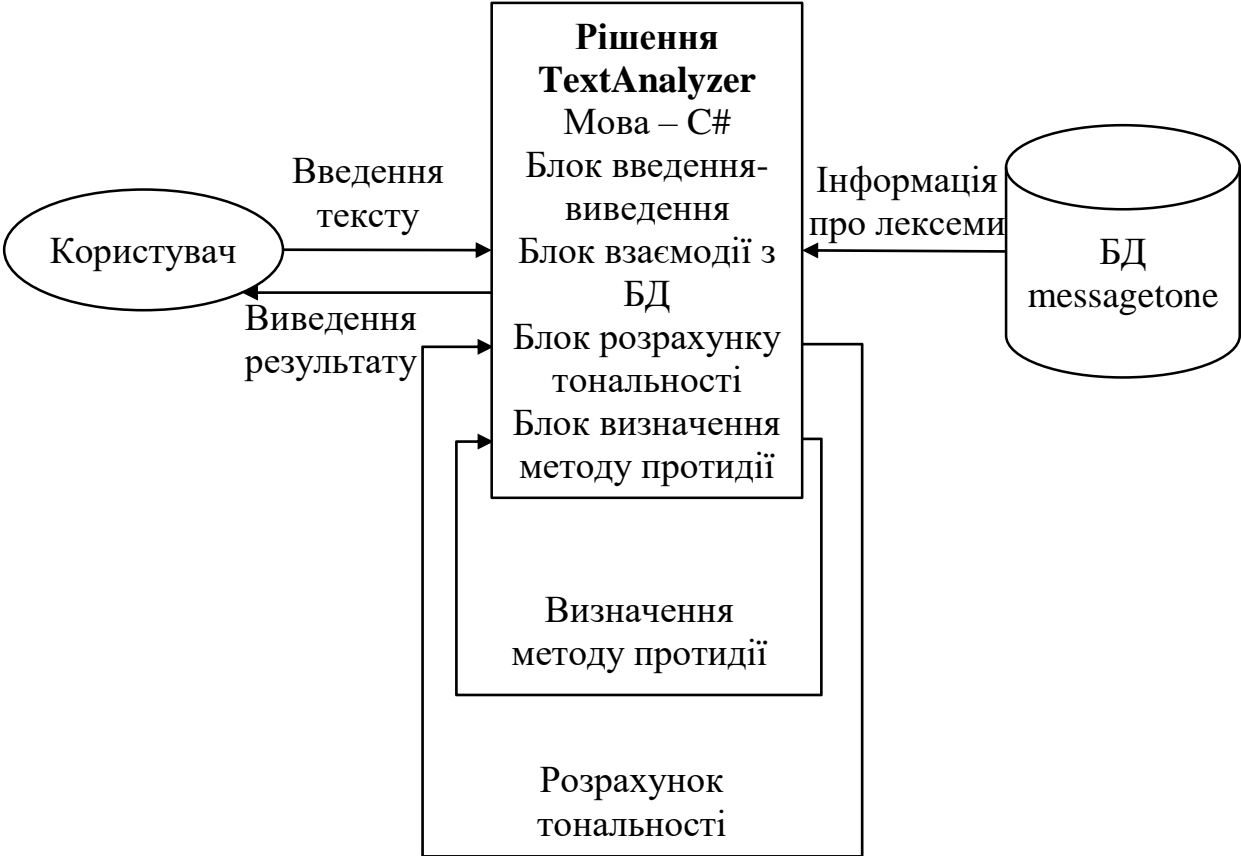 Рішення
TextAnalyzer
Мова – C#
Блок введення-
виведення
Блок взаємодії з
БД
Блок розрахунку
тональності
Блок визначення
методу протидії
Введення
тексту
Користувач
Виведення
результату
Інформація
про лексеми
БД
messagetone
Визначення
методу протидії
Розрахунок
тональності